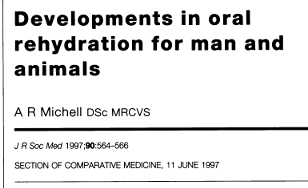 Developments in oral
rehydration for man and
animals
A R Michell DSc MRCVS
J R Soc Med 1997;90:564–566
SECTION OF COMPARATIVE MEDICINE, 11 JUNE 1997